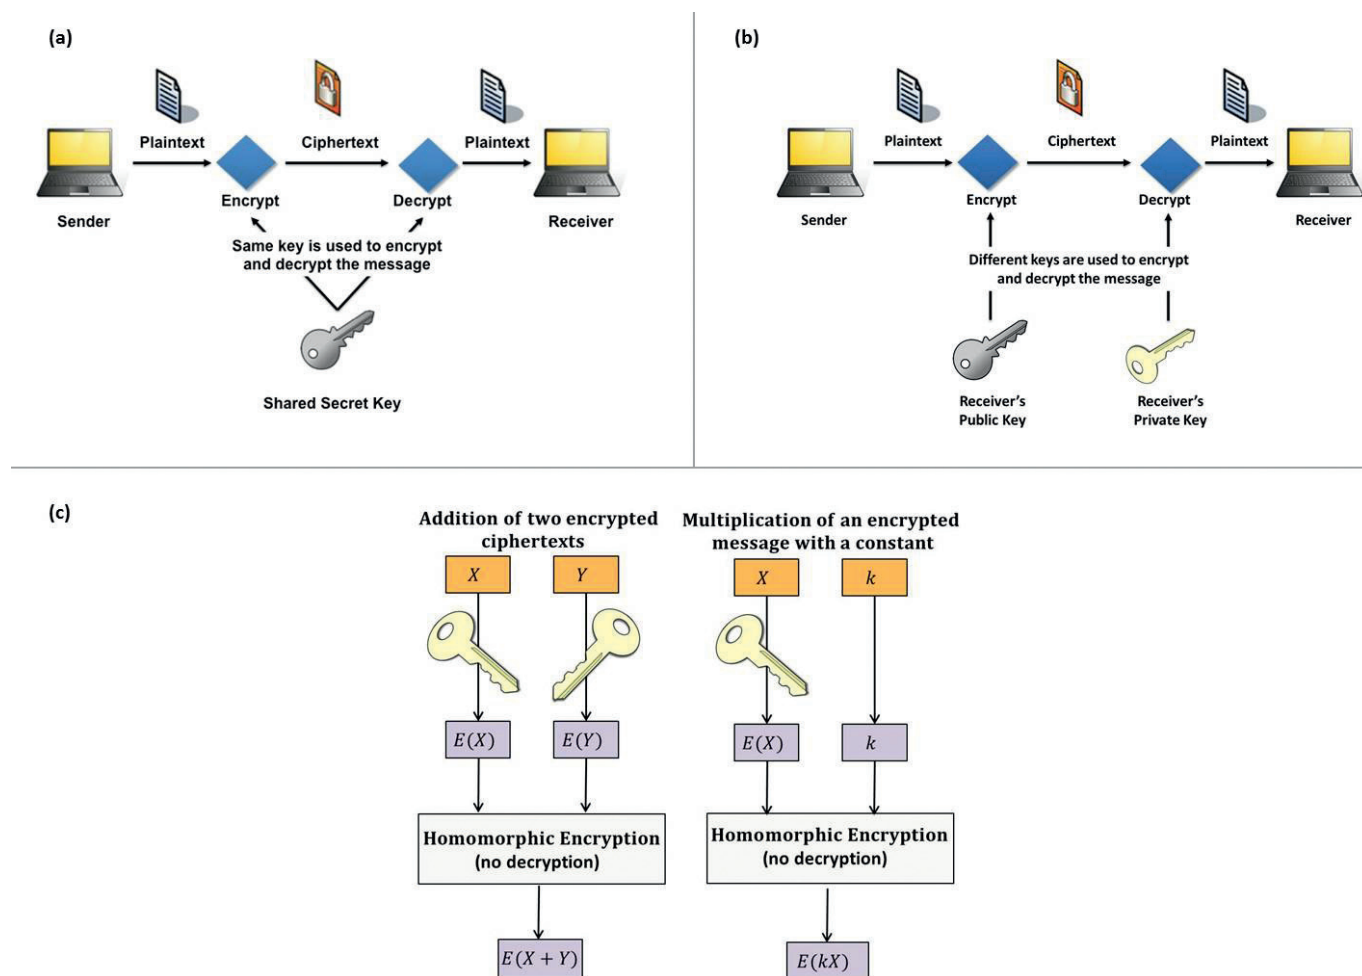 (a)
Plaintext
Ciphertext
Plaintext
Encrypt
Decrypt
Sender
Receiver
Same key is used to encrypt
and decrypt the message
Shared Secret Key
(b)
Plaintext
Ciphertext
Plaintext
Encrypt
Decrypt
Sender
Receiver
Different keys are used to encrypt
and decrypt the message
Receiver's
Public Key
Receiver's
Private Key
(c)
Addition of two encrypted
ciphertexts
X
Y
E(X)
E(Y)
Homomorphic Encryption
(no decryption)
E(X + Y)
Multiplication of an encrypted
message with a constant
X
k
E(X)
k
Homomorphic Encryption
(no decryption)
E(kX)